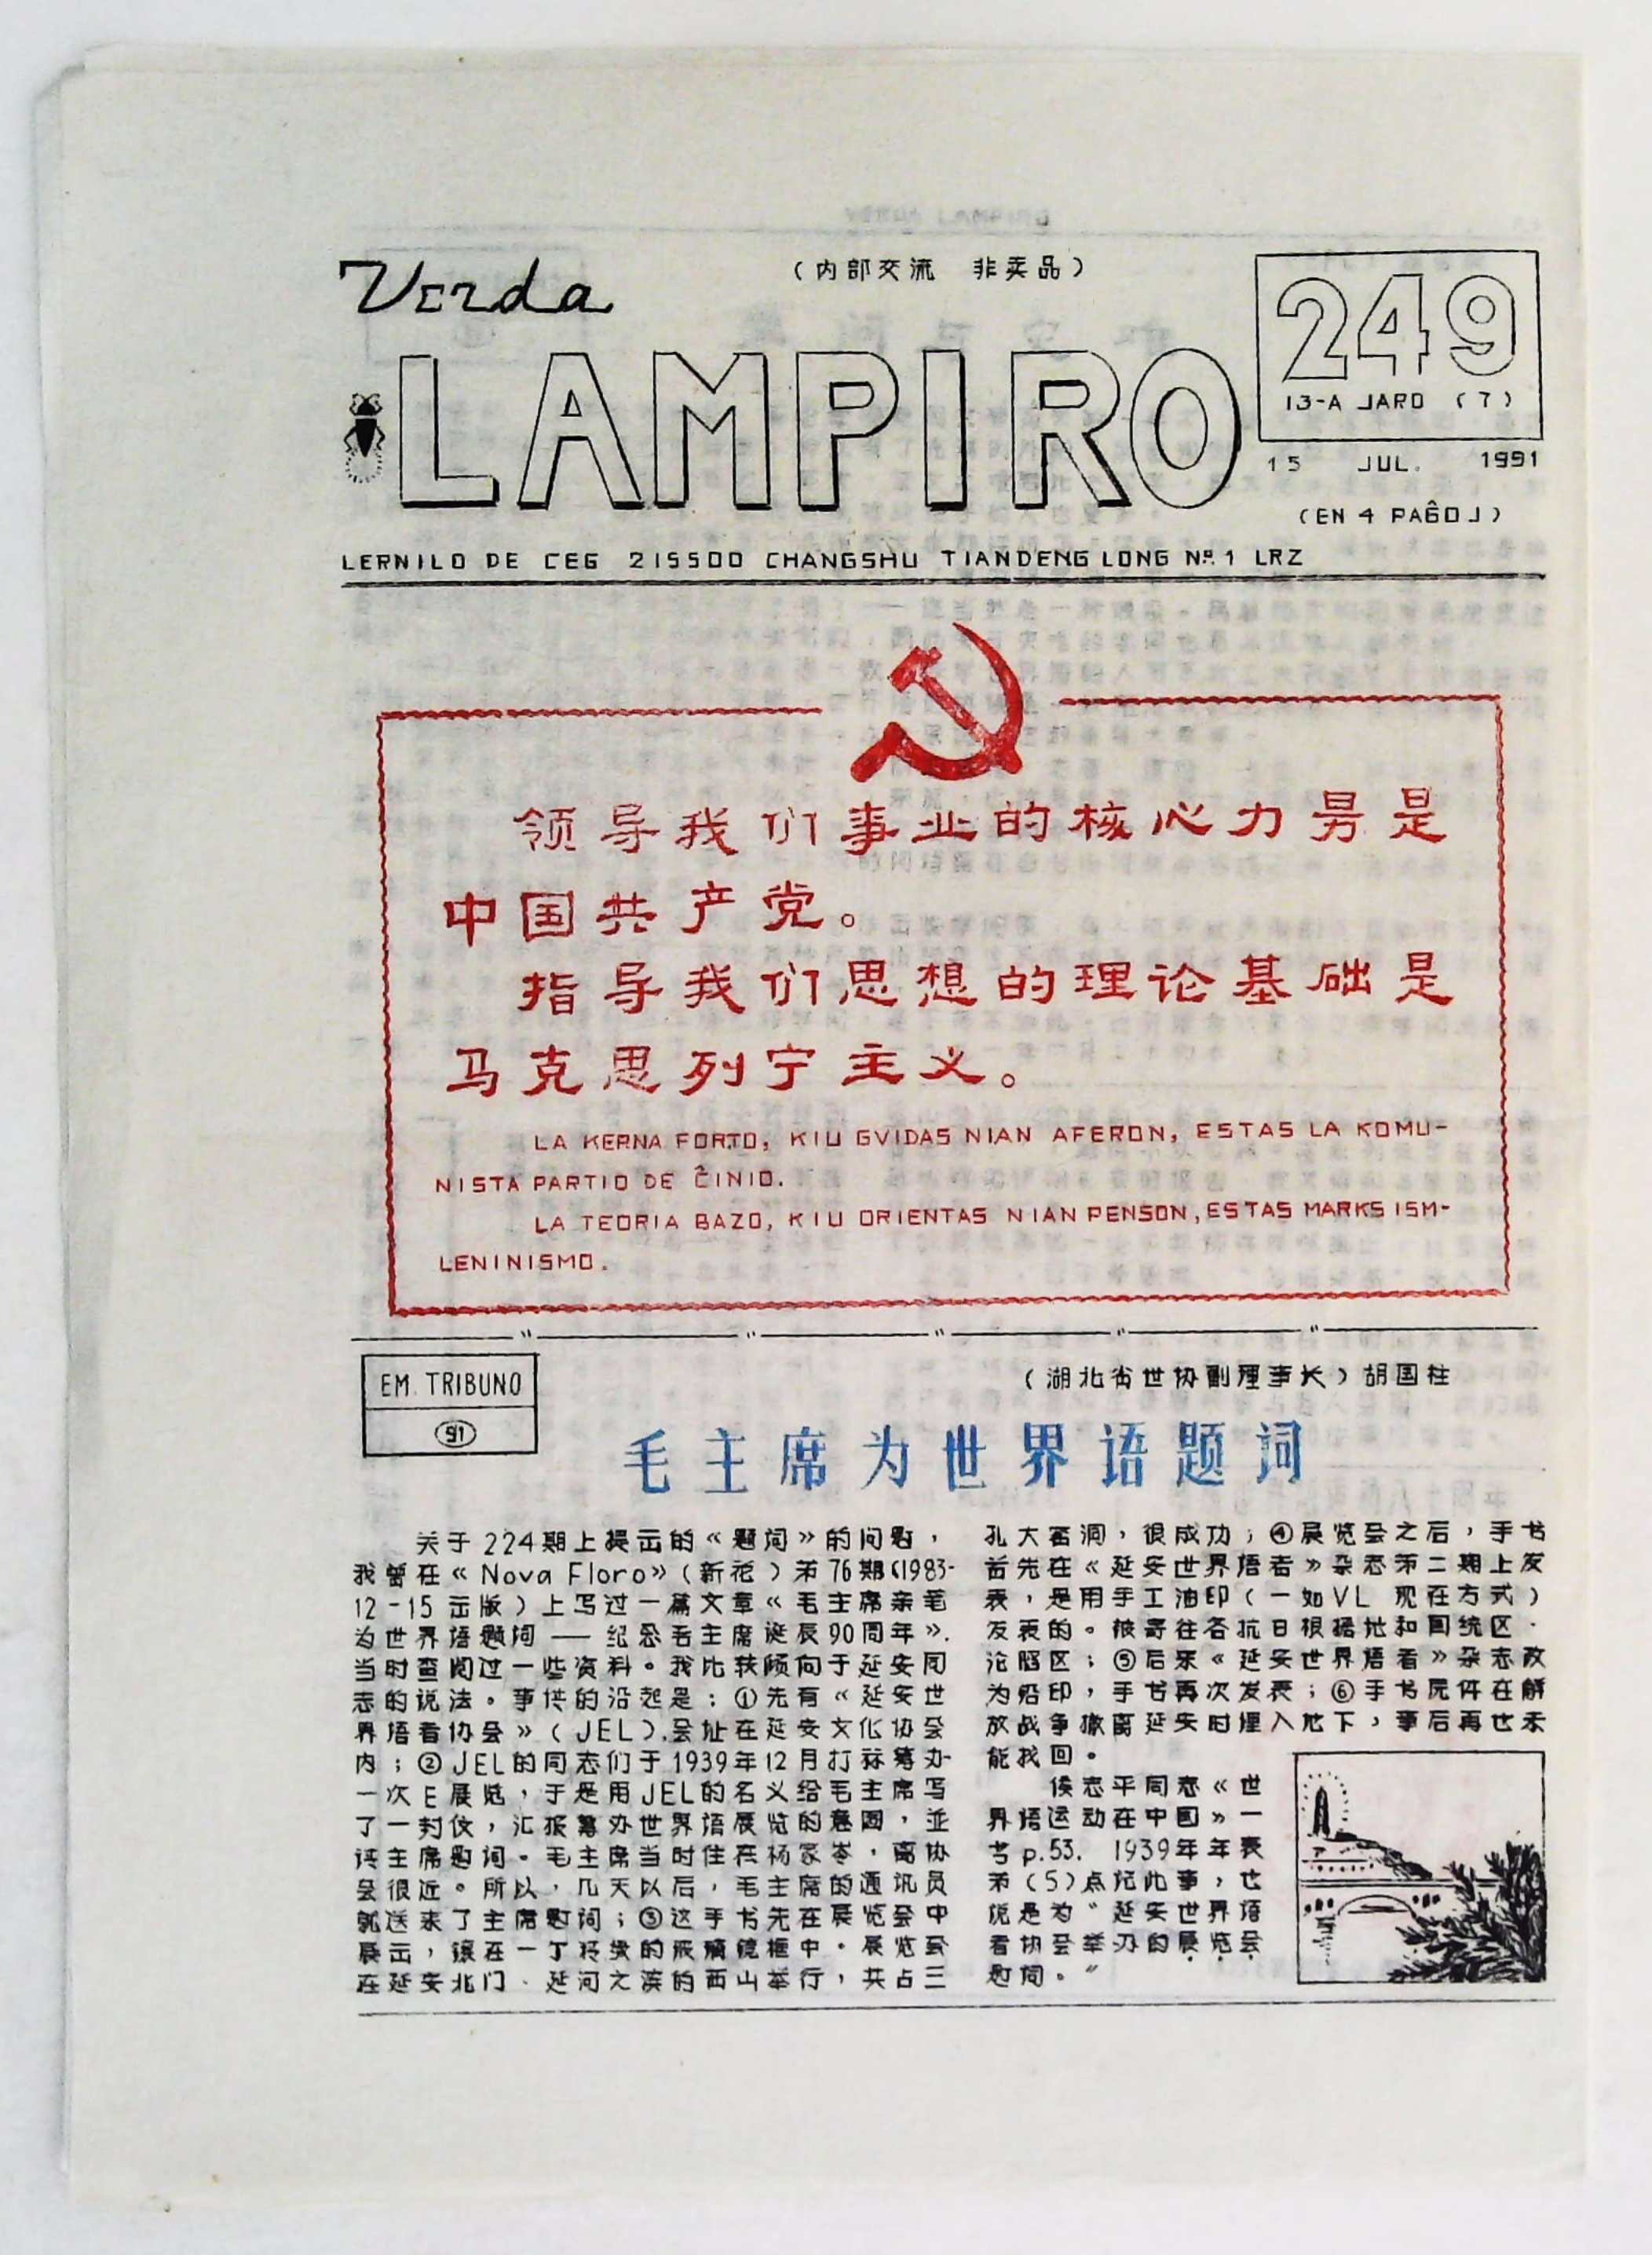 Verda
（内部交流　非卖品）
LAMPIRO
249
13-A JARO (7)
15 JUL. 1991
(EN 4 PAĜOJ)
LERNILO DE CEG 215500 CHANGSHU TIANDENG LONG Nº.1 LRZ
领导我们事业的核心力量是
中国共产党。
指导我们思想的理论基础是
马克思列宁主义。
LA KERNA FORTO, KIU GVIDAS NIAN AFERON, ESTAS LA KOMU-
NISTA PARTIO DE ĈINIO.
LA TEORIA BAZO, KIU ORIENTAS NIAN PENSON, ESTAS MARKSISM-
LENINISMO.
EM TRIBUNO
91
（湖北省世协副理事长）胡国柱
毛主席为世界语题词
关于224期上提示的《题词》的问题，
我曾在《Nova Floro》（新花）第76期（1983-
12-15出版）上写过一篇文章《毛主席亲笔
为世界语题词——纪念毛主席诞辰90周年》.
当时查阅过一些资料。我比较倾向于延安同
志的说法。事件的沿起是：①先有《延安世
界语者协会》（JEL）.会址在延安文化协会
内；②JEL的同志们于1939年12月打祘筹办
一次E展览，于是用JEL的名义给毛主席写
了一封伩，汇报筹办世界语展览的意图，並
请主席题词。毛主席当时住在杨家岺，离协
会很近。所以，几天以后，毛主席的通讯员
就送来了主席题词；③这手书先在展览会中
展出，镶在一丁特级的玻璃镜框中。展览会
在延安北门、延河之滨的西山举行，共占三
孔大窑洞，很成功；④展览会之后，手书
首先在《延安世界语者》杂志第二期上发
表，是用手工油印（一如VL 现在方式）
发表的。被寄往各抗日根据地和国统区、
沦陷区；⑤后来《延安世界语者》杂志改
为铅印，手书再次发表；⑥手书原件在解
放战争撤离延安时埋入地下，事后再也未
能找回。
侯志平同志《世
界语运动在中国》一
书p.53. 1939年年表
第（5）点记此事，也
说是为“延安世界语
者协会举办的展览会
题词。”